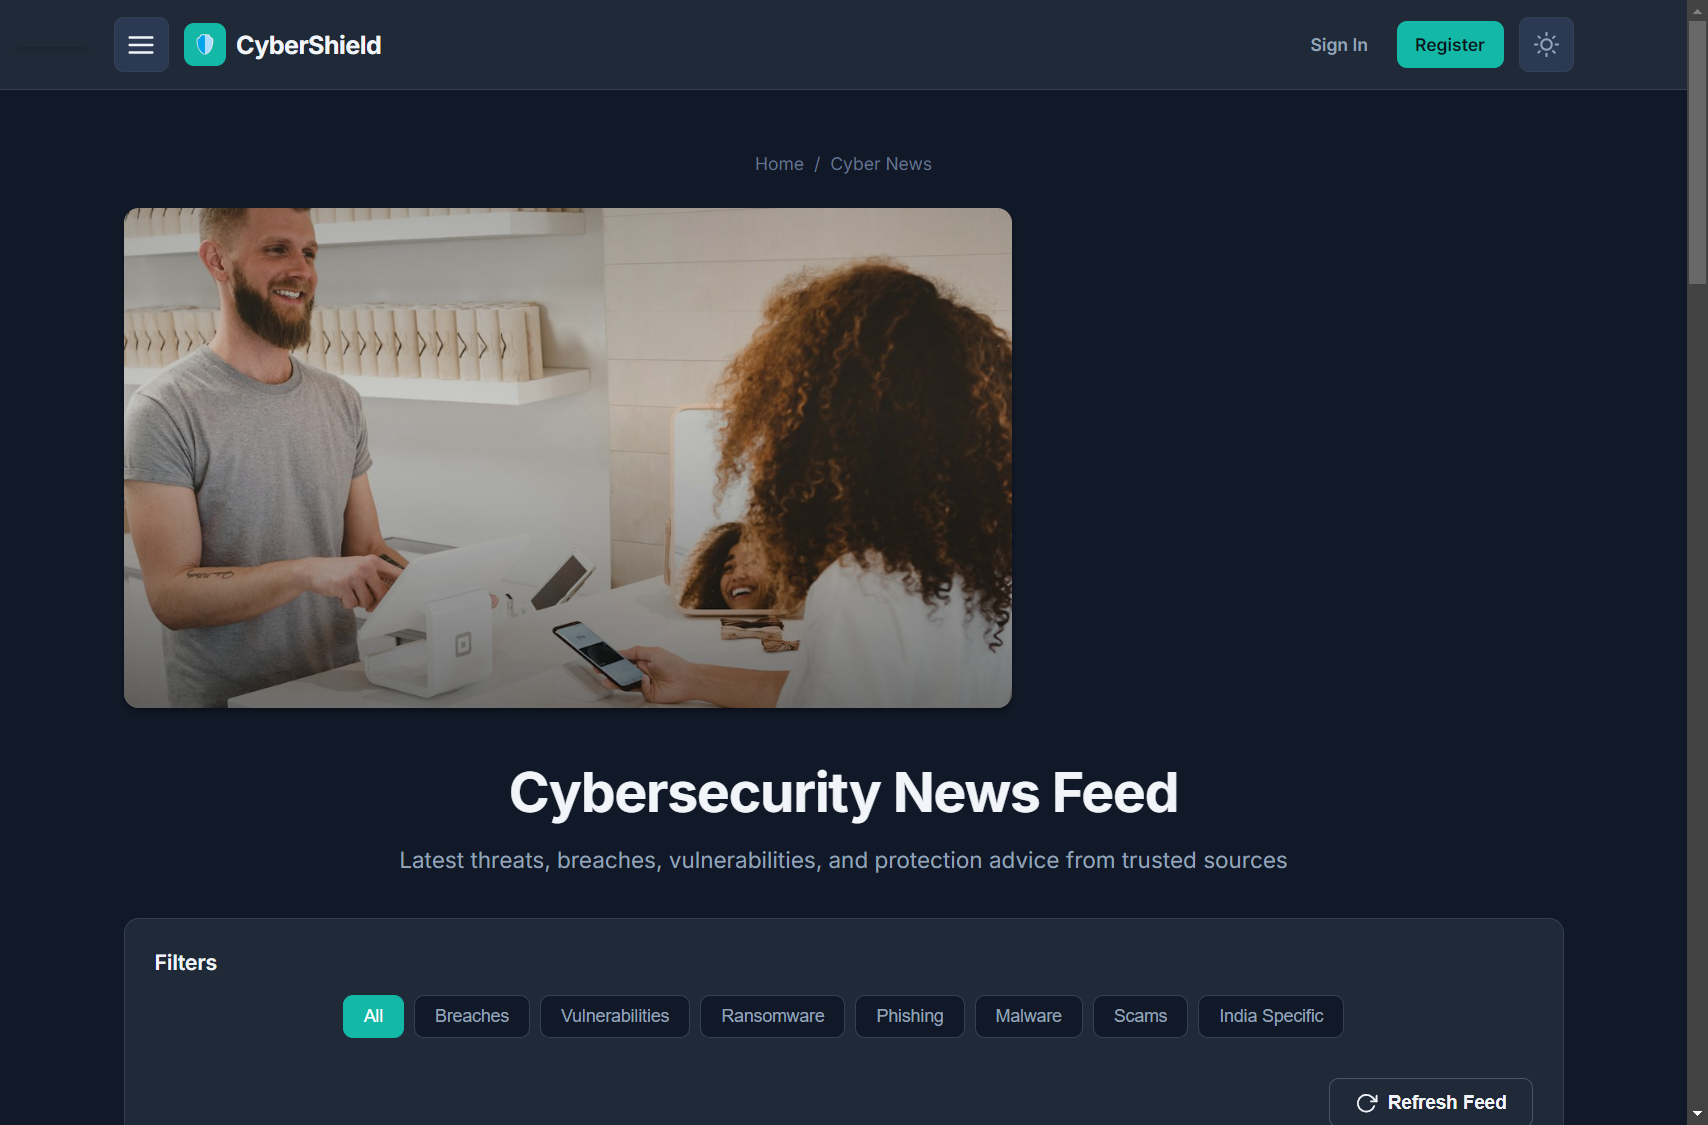 CyberShield
Sign In
Register
Home / Cyber News
Cybersecurity News Feed
Latest threats, breaches, vulnerabilities, and protection advice from trusted sources
Filters
All
Breaches
Vulnerabilities
Ransomware
Phishing
Malware
Scams
India Specific
Refresh Feed